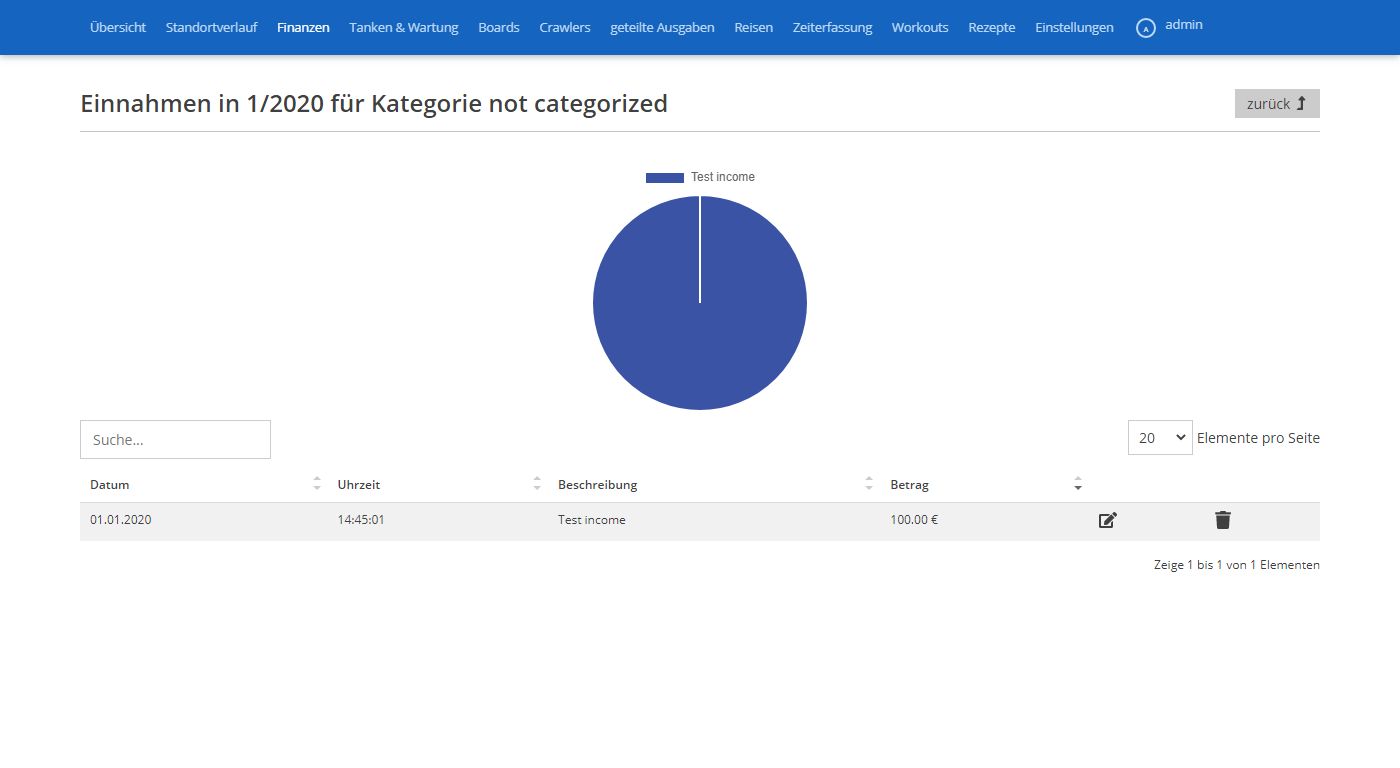 Übersicht Standortverlauf Finanzen Tanken & Wartung Boards Crawlers geteilte Ausgaben Reisen Zeiterfassung Workouts Rezepte Einstellungen A admin
Einnahmen in 1/2020 für Kategorie not categorized zurück
Test income
Suche... 20 Elemente pro Seite
Datum Uhrzeit Beschreibung Betrag
01.01.2020 14:45:01 Test income 100.00 €
Zeige 1 bis 1 von 1 Elementen